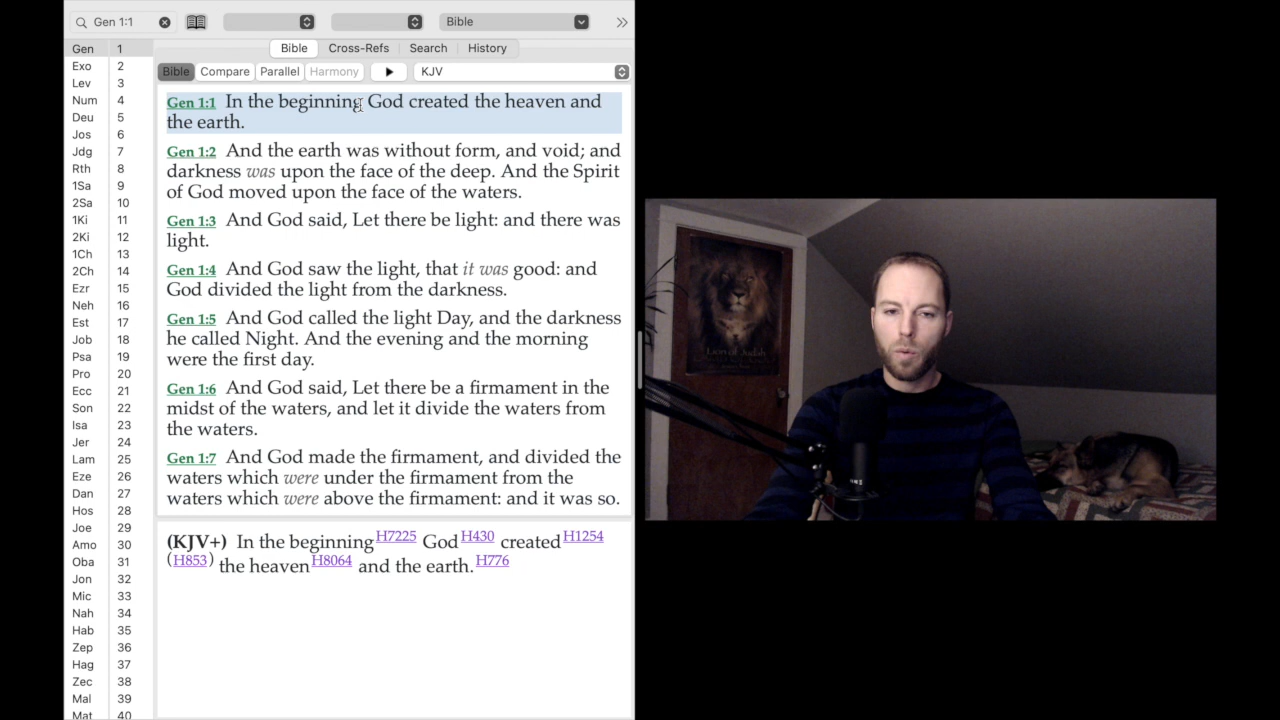 Gen 1:1
Bible
Bible Cross-Refs Search History
Bible Compare Parallel Harmony KJV
Gen 1
Exo 2
Lev 3
Num 4
Deu 5
Jos 6
Jdg 7
Rth 8
1Sa 9
2Sa 10
1Ki 11
2Ki 12
1Ch 13
2Ch 14
Ezr 15
Neh 16
Est 17
Job 18
Psa 19
Pro 20
Ecc 21
Son 22
Isa 23
Jer 24
Lam 25
Eze 26
Dan 27
Hos 28
Joe 29
Amo 30
Oba 31
Jon 32
Mic 33
Nah 34
Hab 35
Zep 36
Hag 37
Zec 38
Mal 39
Mat 40
Gen 1:1 In the beginning God created the heaven and
the earth.
Gen 1:2 And the earth was without form, and void; and
darkness was upon the face of the deep. And the Spirit
of God moved upon the face of the waters.
Gen 1:3 And God said, Let there be light: and there was
light.
Gen 1:4 And God saw the light, that it was good: and
God divided the light from the darkness.
Gen 1:5 And God called the light Day, and the darkness
he called Night. And the evening and the morning
were the first day.
Gen 1:6 And God said, Let there be a firmament in the
midst of the waters, and let it divide the waters from
the waters.
Gen 1:7 And God made the firmament, and divided the
waters which were under the firmament from the
waters which were above the firmament: and it was so.
(KJV+) In the beginning H7225 God H430 created H1254
(H853) the heaven H8064 and the earth. H776
Lion of Judah